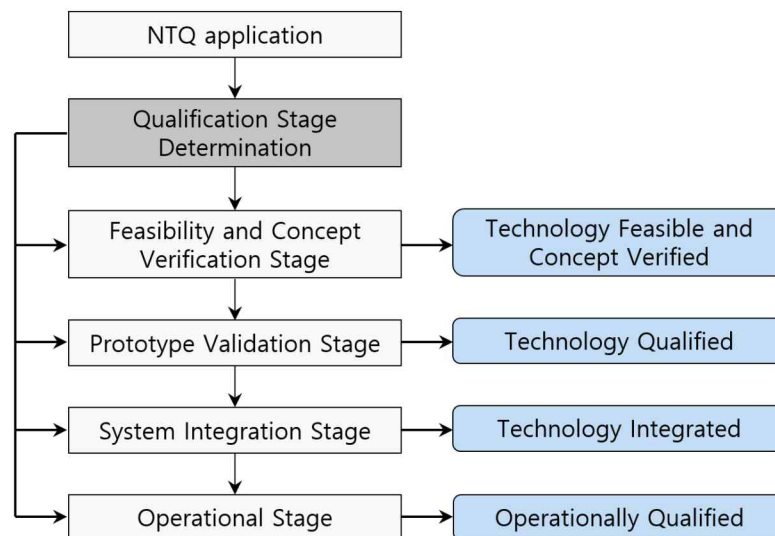 NTQ application
Qualification Stage
Determination
Feasibility and Concept
Verification Stage
Technology Feasible and
Concept Verified
Prototype Validation Stage
Technology Qualified
System Integration Stage
Technology Integrated
Operational Stage
Operationally Qualified